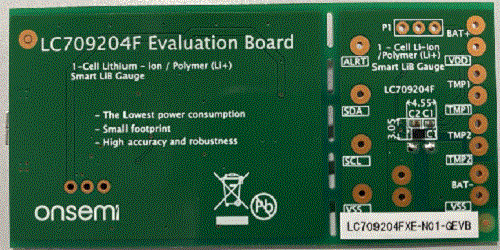 LC709204F Evaluation Board
1-Cell Lithium - Ion / Polymer (Li+)
Smart LiB Gauge
- The Lowest power consumption
- Small footprint
- High accuracy and robustness
Pb
onsemi
P1
BAT+
1 - Cell Li-ion
/Polymer (Li+)
Smart LiB Gauge
ALRT
VDD
LC709204F
TMP1
4.55
C2 C1
SDA
TMP1
3.05
C1
TMP2
SCL
TMP2
BAT-
VSS
VSS
LC709204FXE-N01-GEVB